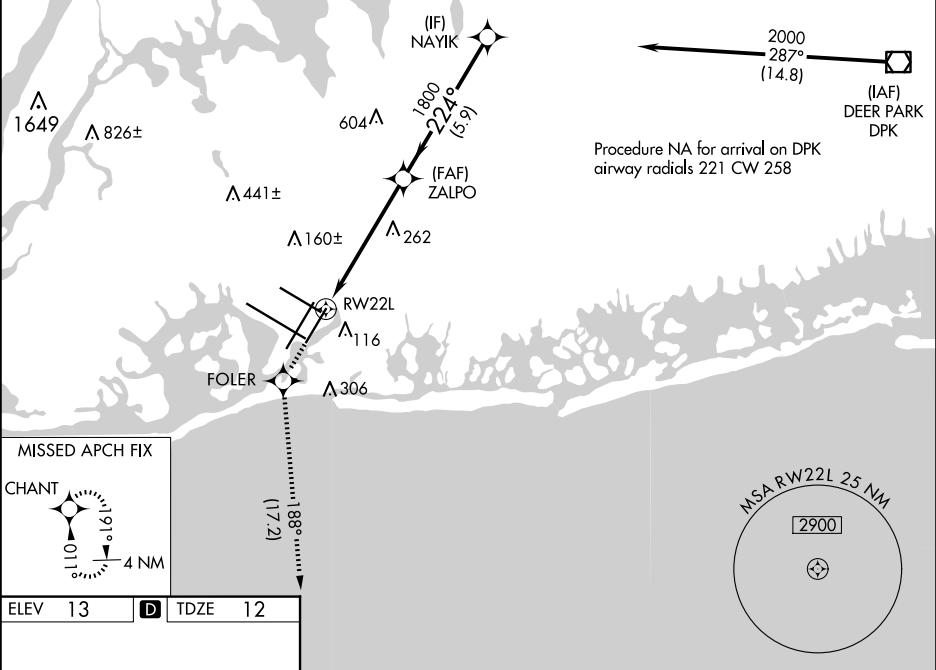 (IF)
NAYIK
2000
287°
(14.8)
(IAF)
DEER PARK
DPK
1649
826±
604
1800
224°
(5.9)
Procedure NA for arrival on DPK
airway radials 221 CW 258
(FAF)
ZALPO
441±
160±
262
RW22L
116
FOLER
306
MISSED APCH FIX
CHANT
191°
011°
4 NM
188°
(17.2)
MSA RW22L 25 NM
2900
ELEV 13 D TDZE 12